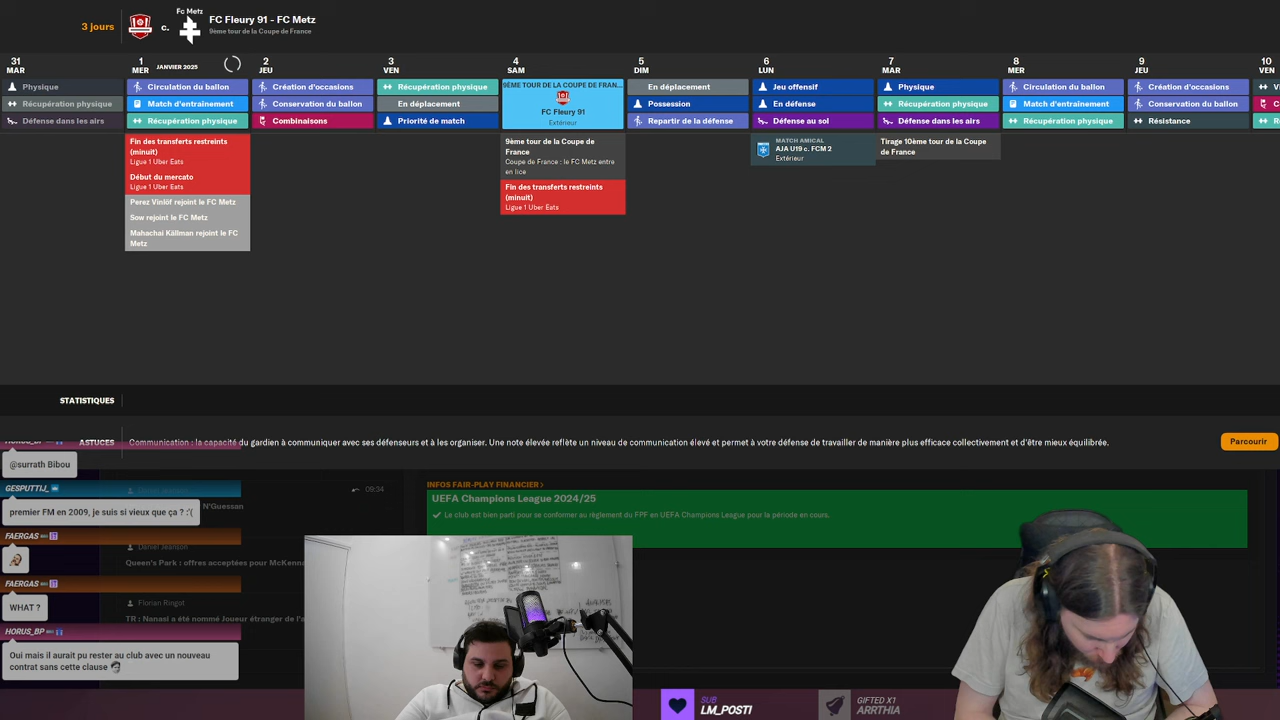 3 jours
c.
Fc Metz
FC Fleury 91 - FC Metz
9ème tour de la Coupe de France
31
MAR
1
MER
JANVIER 2025
2
JEU
3
VEN
4
SAM
5
DIM
6
LUN
7
MAR
8
MER
9
JEU
10
VEN
Physique
Récupération physique
Défense dans les airs
Circulation du ballon
Match d'entraînement
Récupération physique
Création d'occasions
Conservation du ballon
Combinaisons
Récupération physique
En déplacement
Priorité de match
9ÈME TOUR DE LA COUPE DE FRAN...
FC Fleury 91
Extérieur
En déplacement
Possession
Repartir de la défense
Jeu offensif
En défense
Défense au sol
Physique
Récupération physique
Défense dans les airs
Circulation du ballon
Match d'entraînement
Récupération physique
Création d'occasions
Conservation du ballon
Résistance
Fin des transferts restreints
(minuit)
Ligue 1 Uber Eats
Début du mercato
Ligue 1 Uber Eats
Perez Vinlöf rejoint le FC Metz
Sow rejoint le FC Metz
Mahachai Källman rejoint le FC
Metz
9ème tour de la Coupe de
France
Coupe de France : le FC Metz entre
en lice
Fin des transferts restreints
(minuit)
Ligue 1 Uber Eats
MATCH AMICAL
AJA U19 c. FCM 2
Extérieur
Tirage 10ème tour de la Coupe
de France
STATISTIQUES
ASTUCES
Communication : la capacité du gardien à communiquer avec ses défenseurs et à les organiser. Une note élevée reflète un niveau de communication élevé et permet à votre défense de travailler de manière plus efficace collectivement et d'être mieux équilibrée.
Parcourir
HORUS_BP
@surrath Bibou
GESPUTTIJ_
premier FM en 2009, je suis si vieux que ça ? :'(
FAERGAS
FAERGAS
WHAT ?
HORUS_BP
Oui mais il aurait pu rester au club avec un nouveau
contrat sans cette clause
09:34
N'Guessan
Daniel Jeanson
Queen's Park : offres acceptées pour McKenna
Florian Riogot
TR : Nanasi a été nommé Joueur étranger de l'a
INFOS FAIR-PLAY FINANCIER >
UEFA Champions League 2024/25
Le club est bien parti pour se conformer au règlement du FPF en UEFA Champions League pour la période en cours.
SUB
LM_POSTI
GIFTED X1
ARRTHIA